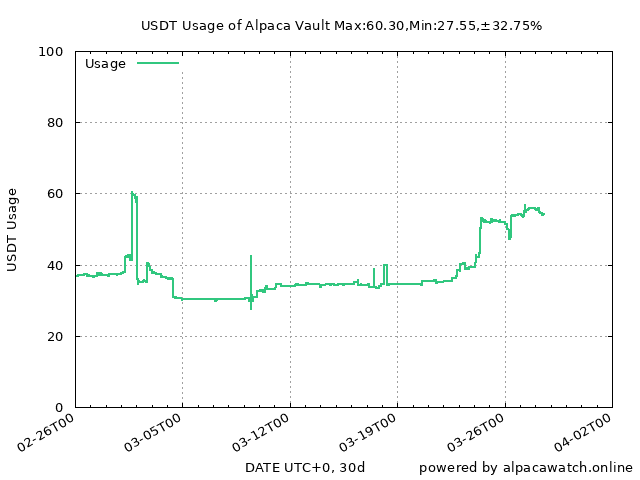 USDT Usage of Alpaca Vault Max:60.30,Min:27.55,±32.75%
Usage
100
80
60
40
20
0
USDT Usage
02-26T00
03-05T00
03-12T00
03-19T00
03-26T00
04-02T00
DATE UTC+0, 30d
powered by alpacawatch.online